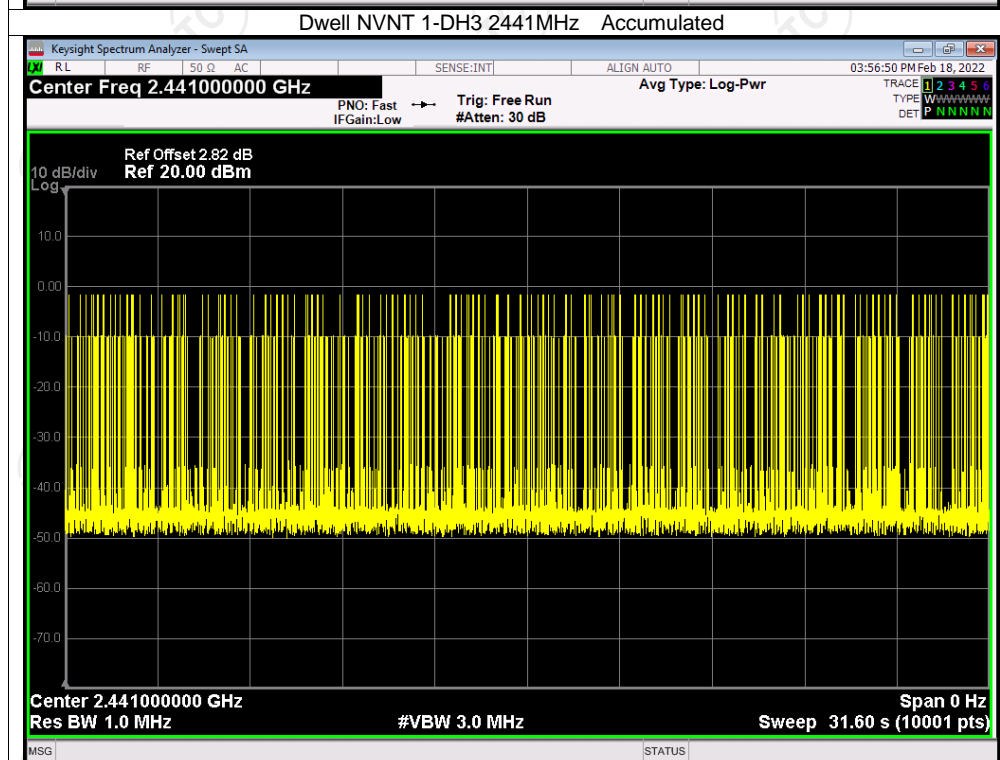 Dwell NVNT 1-DH3 2441MHz Accumulated
Keysight Spectrum Analyzer - Swept SA
LXI RL RF 50 Ω AC SENSE:INT ALIGN AUTO 03:56:50 PM Feb 18, 2022
Center Freq 2.441000000 GHz Avg Type: Log-Pwr TRACE 1 2 3 4 5 6
PNO: Fast Trig: Free Run TYPE W
IFGain:Low #Atten: 30 dB DET P N N N N N
Ref Offset 2.82 dB
10 dB/div Ref 20.00 dBm
Log
10.0
0.00
-10.0
-20.0
-30.0
-40.0
-50.0
-60.0
-70.0
Center 2.441000000 GHz Span 0 Hz
Res BW 1.0 MHz #VBW 3.0 MHz Sweep 31.60 s (10001 pts)
MSG STATUS